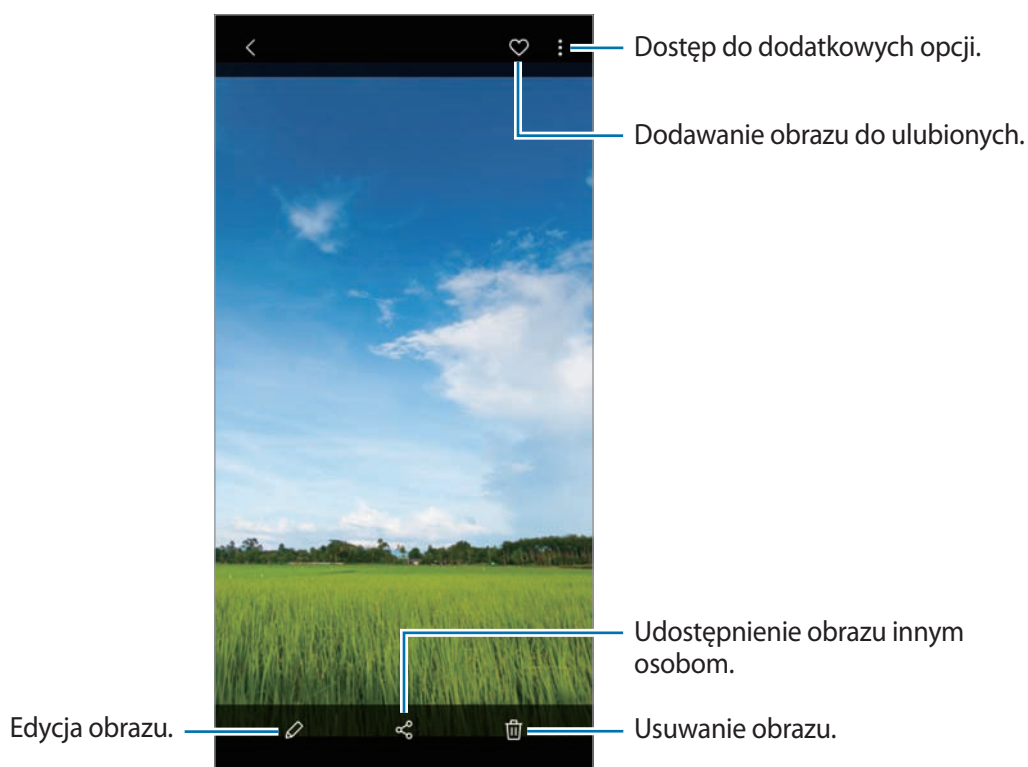 Dostęp do dodatkowych opcji.
Dodawanie obrazu do ulubionych.
Udostępnienie obrazu innym
osobom.
Edycja obrazu.
Usuwanie obrazu.